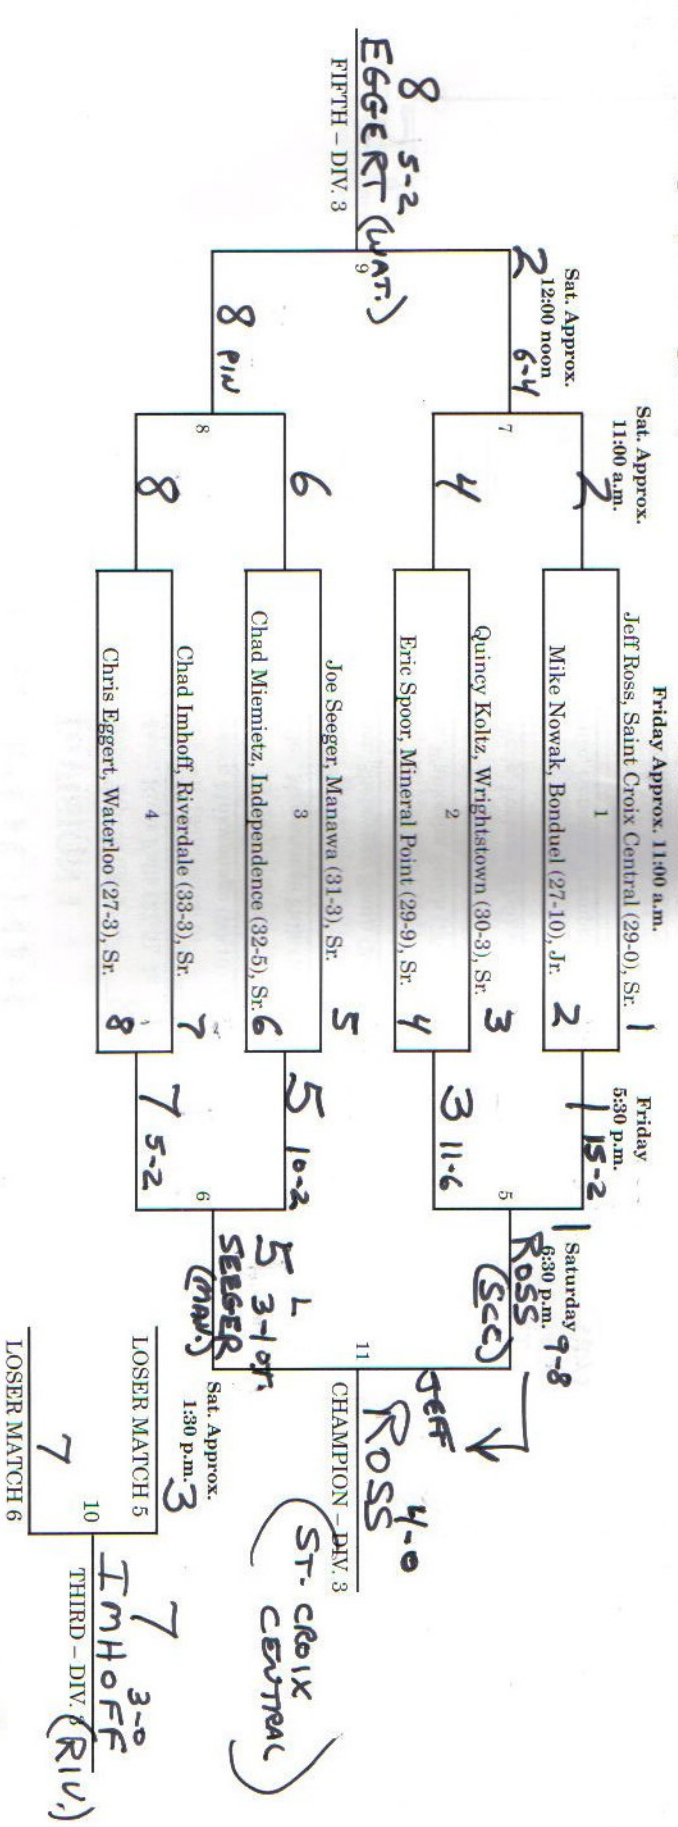 Friday Approx. 11:00 a.m.
Sat. Approx.
11:00 a.m.
Sat. Approx.
12:00 noon
Friday
5:30 p.m.
Saturday
6:30 p.m.
Jeff Ross, Saint Croix Central (29-0), Sr. 1
1
Mike Nowak, Bonduel (27-10), Jr. 2
Quincy Koltz, Wrightstown (30-3), Sr. 3
2
Eric Spoor, Mineral Point (29-9), Sr. 4
Joe Seeger, Manawa (31-3), Sr. 5
3
Chad Miemietz, Independence (32-5), Sr. 6
Chad Imhoff, Riverdale (33-3), Sr. 7
4
Chris Eggert, Waterloo (27-3), Sr. 8
2
4
6
8
7
8
2 6-4
8 PIN
9
8 5-2
EGGERT (WAT.)
FIFTH – DIV. 3
1 15-2
3 11-6
5 10-2
7 5-2
5
6
1 9-8
ROSS
(SCC)
5 3-1 OT.
SEEGER
(MAN.)
11
JEFF
ROSS 4-0
CHAMPION – DIV. 3
(ST. CROIX
CENTRAL)
Sat. Approx.
1:30 p.m.
3
LOSER MATCH 5
7
LOSER MATCH 6
10
7 3-0
IMHOFF (RIV.)
THIRD – DIV. 3